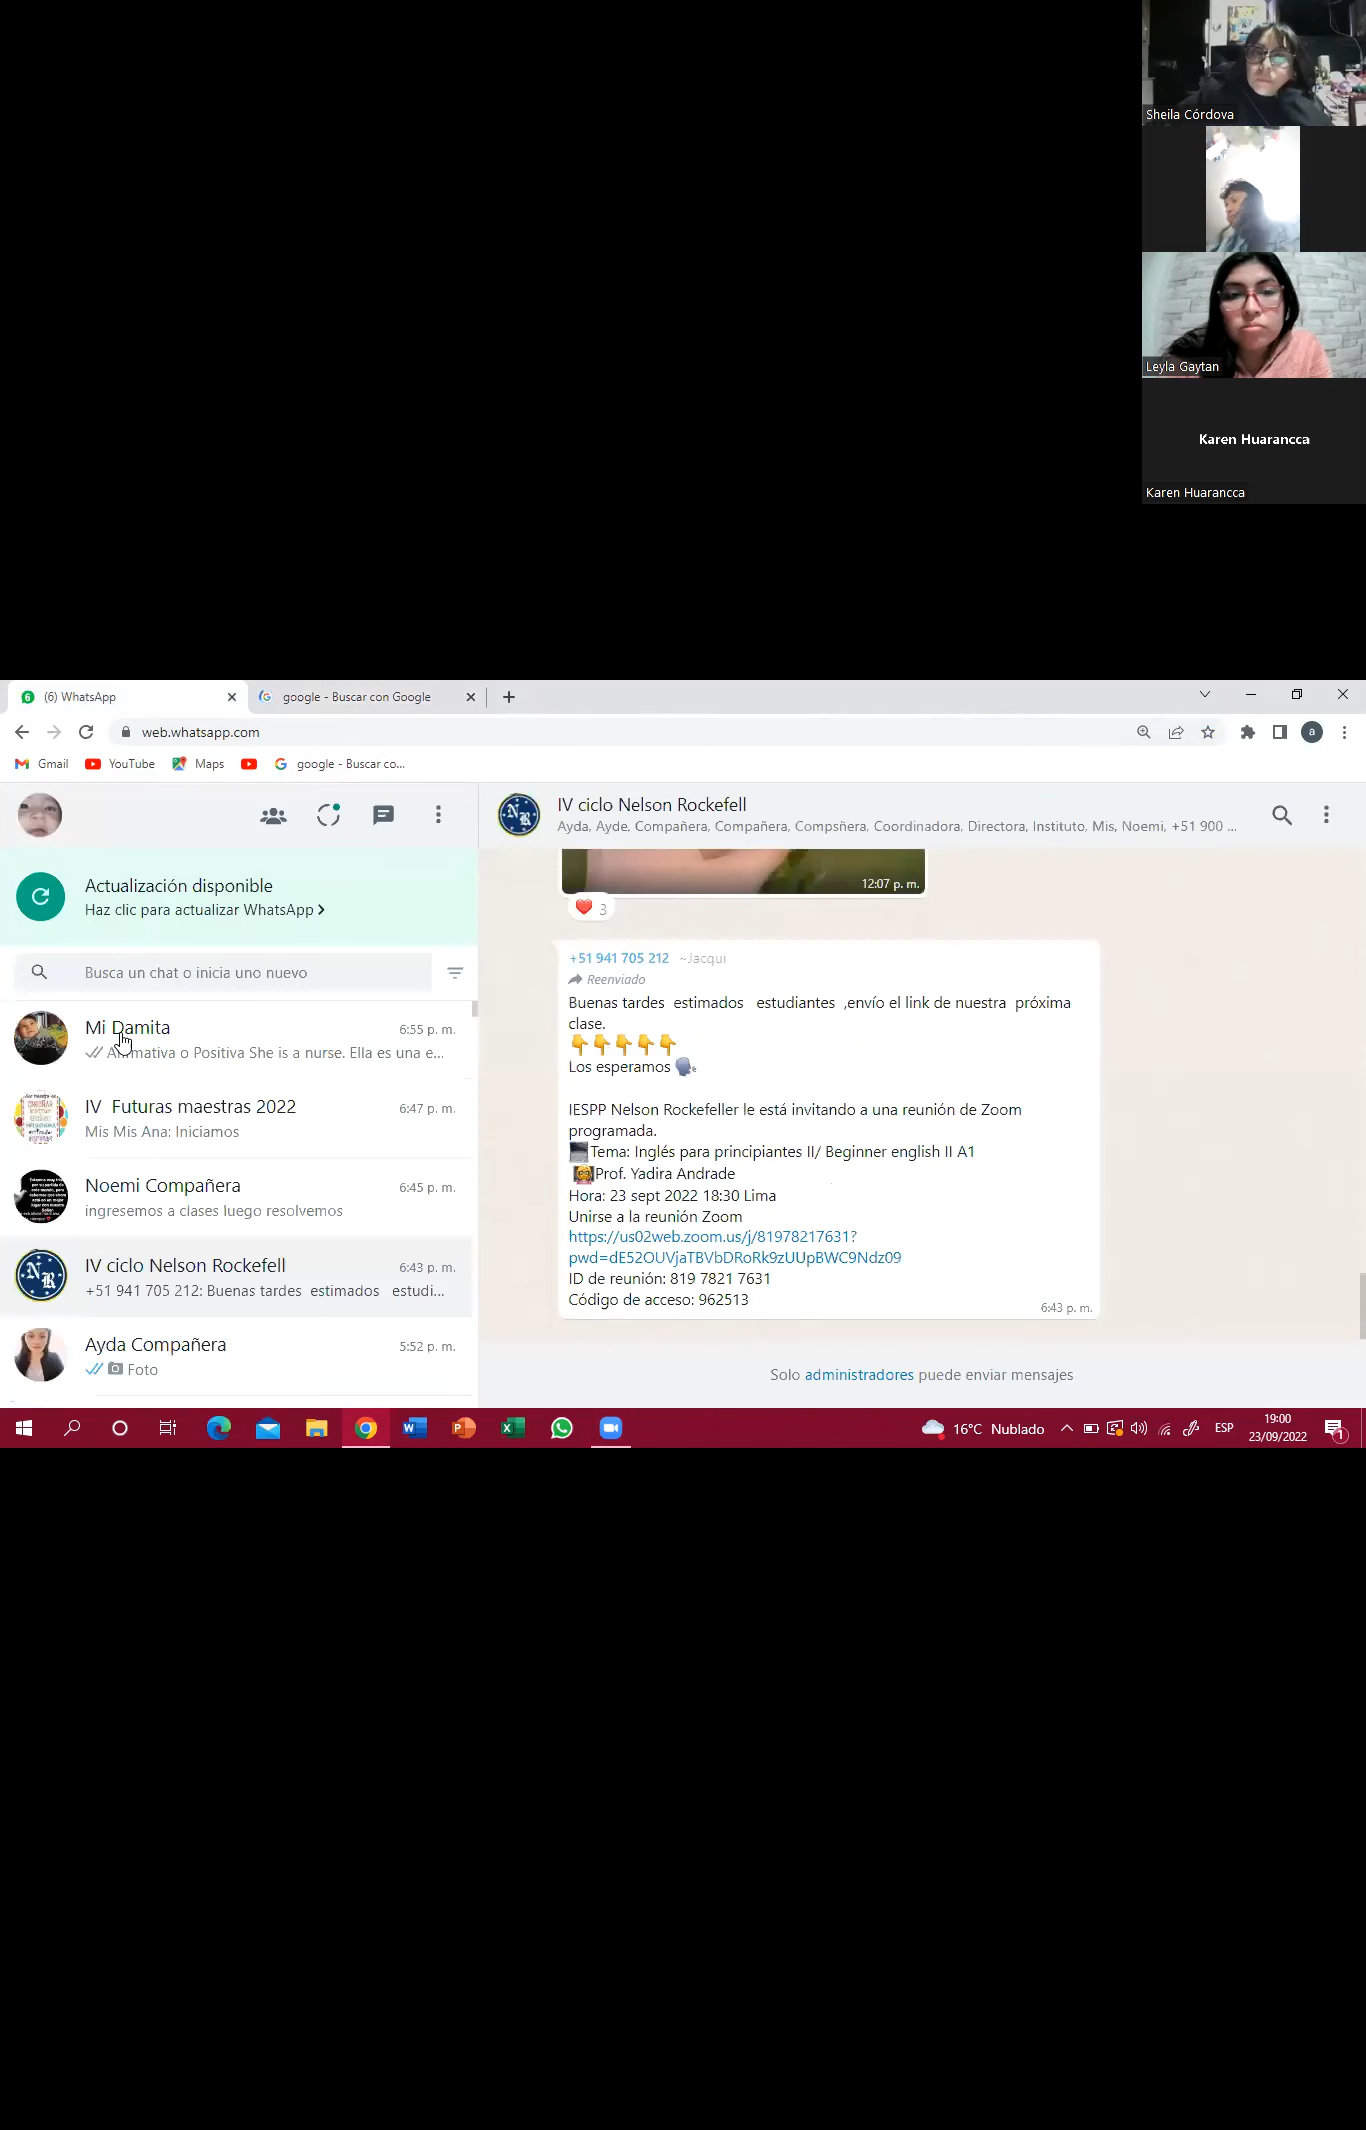 Sheila Córdova
Leyla Gaytan
Karen Huarancca
Karen Huarancca
(6) WhatsApp
google - Buscar con Google
web.whatsapp.com
Gmail
YouTube
Maps
google - Buscar co...
IV ciclo Nelson Rockefell
Ayda, Ayde, Compañera, Compañera, Compsñera, Coordinadora, Directora, Instituto, Mis, Noemi, +51 900 ...
Actualización disponible
Haz clic para actualizar WhatsApp
Busca un chat o inicia uno nuevo
Mi Damita
6:55 p. m.
o Positiva She is a nurse. Ella es una e...
IV Futuras maestras 2022
6:47 p. m.
Mis Mis Ana: Iniciamos
Noemi Compañera
6:45 p. m.
ingresemos a clases luego resolvemos
IV ciclo Nelson Rockefell
6:43 p. m.
+51 941 705 212: Buenas tardes estimados estudi...
Ayda Compañera
5:52 p. m.
Foto
12:07 p. m.
3
+51 941 705 212 ~Jacqui
Reenviado
Buenas tardes estimados estudiantes ,envío el link de nuestra próxima
clase.
👇👇👇👇👇
Los esperamos 🗣
IESPP Nelson Rockefeller le está invitando a una reunión de Zoom
programada.
💻Tema: Inglés para principiantes II/ Beginner english II A1
👩‍🏫Prof. Yadira Andrade
Hora: 23 sept 2022 18:30 Lima
Unirse a la reunión Zoom
https://us02web.zoom.us/j/81978217631?
pwd=dE52OUVjaTBVbDRoRk9zUUpBWC9Ndz09
ID de reunión: 819 7821 7631
Código de acceso: 962513
6:43 p. m.
Solo administradores puede enviar mensajes
16°C Nublado
ESP
19:00
23/09/2022
1